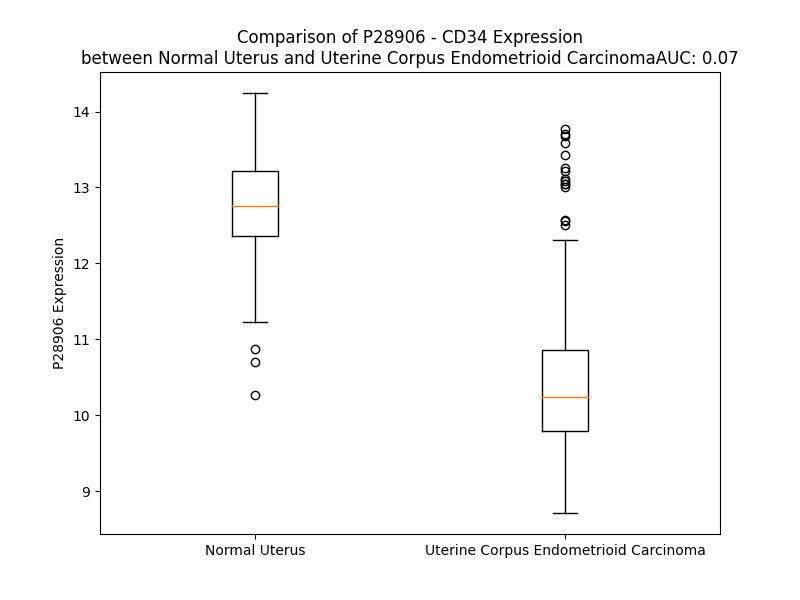 Comparison of P28906 - CD34 Expression
between Normal Uterus and Uterine Corpus Endometrioid CarcinomaAUC: 0.07
P28906 Expression
14
13
12
11
10
9
Normal Uterus
Uterine Corpus Endometrioid Carcinoma